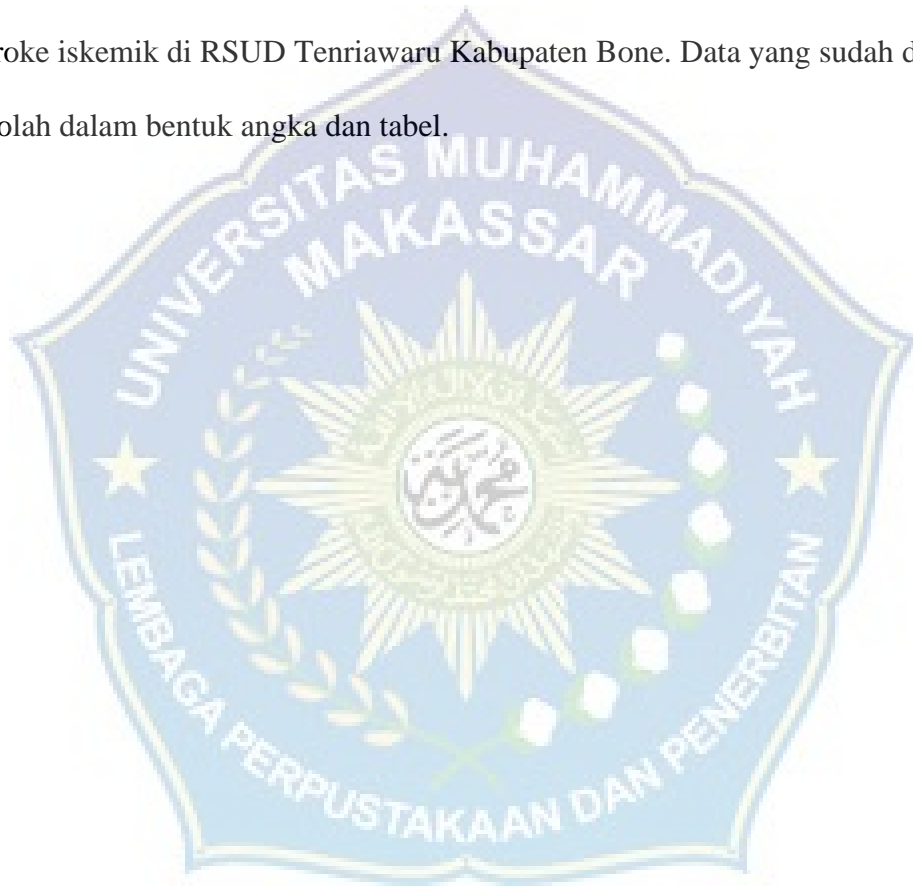 roke iskemik di RSUD Tenriawaru Kabupaten Bone. Data yang sudah d
olah dalam bentuk angka dan tabel.
UNIVERSITAS MUHAMMADIYAH
MAKASSAR
محمدية
LEMBAGA PERPUSTAKAAN DAN PENERBITAN